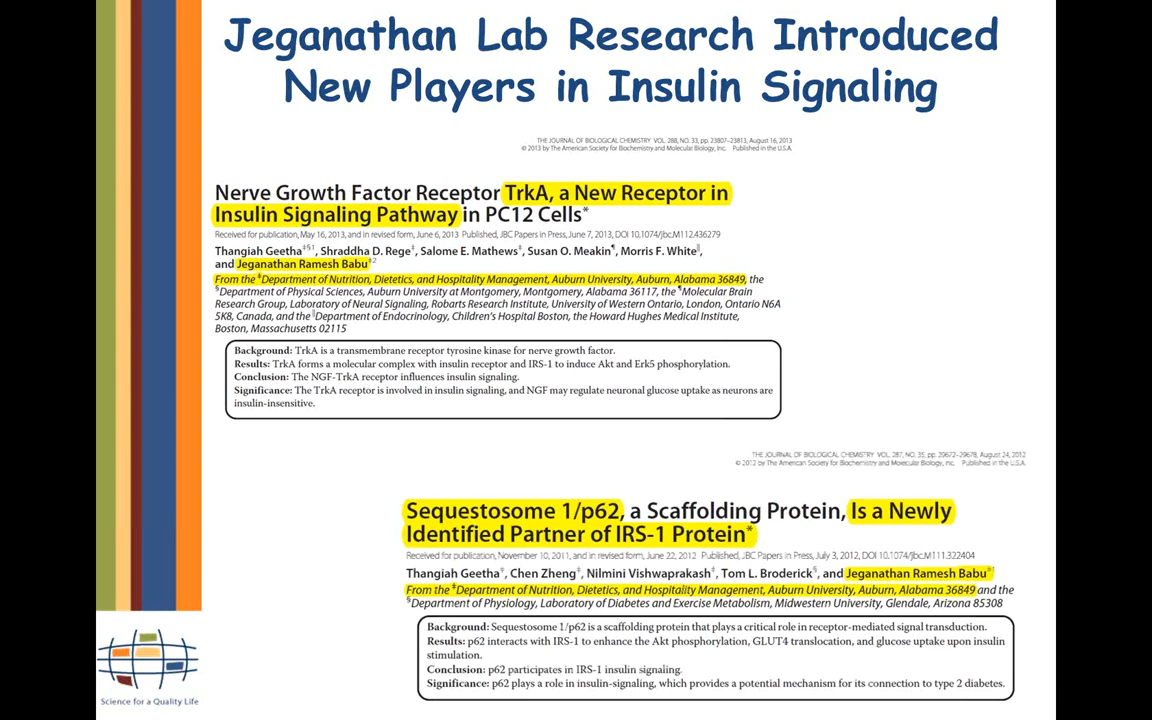 Jeganathan Lab Research Introduced
New Players in Insulin Signaling
THE JOURNAL OF BIOLOGICAL CHEMISTRY VOL. 288, NO. 33, pp. 23807–23813, August 16, 2013
© 2013 by The American Society for Biochemistry and Molecular Biology, Inc. Published in the U.S.A.
Nerve Growth Factor Receptor TrkA, a New Receptor in
Insulin Signaling Pathway in PC12 Cells*
Received for publication, May 16, 2013, and in revised form, June 6, 2013 Published, JBC Papers in Press, June 7, 2013, DOI 10.1074/jbc.M112.436279
Thangiah Geetha‡§1, Shraddha D. Rege‡, Salome E. Mathews‡, Susan O. Meakin¶, Morris F. White‖,
and Jeganathan Ramesh Babu‡2
From the ‡Department of Nutrition, Dietetics, and Hospitality Management, Auburn University, Auburn, Alabama 36849, the
§Department of Physical Sciences, Auburn University at Montgomery, Montgomery, Alabama 36117, the ¶Molecular Brain
Research Group, Laboratory of Neural Signaling, Robarts Research Institute, University of Western Ontario, London, Ontario N6A
5K8, Canada, and the ‖Department of Endocrinology, Children's Hospital Boston, the Howard Hughes Medical Institute,
Boston, Massachusetts 02115
Background: TrkA is a transmembrane receptor tyrosine kinase for nerve growth factor.
Results: TrkA forms a molecular complex with insulin receptor and IRS-1 to induce Akt and Erk5 phosphorylation.
Conclusion: The NGF-TrkA receptor influences insulin signaling.
Significance: The TrkA receptor is involved in insulin signaling, and NGF may regulate neuronal glucose uptake as neurons are
insulin-insensitive.
THE JOURNAL OF BIOLOGICAL CHEMISTRY VOL. 287, NO. 35, pp. 29672–29678, August 24, 2012
© 2012 by The American Society for Biochemistry and Molecular Biology, Inc. Published in the U.S.A.
Sequestosome 1/p62, a Scaffolding Protein, Is a Newly
Identified Partner of IRS-1 Protein*
Received for publication, November 10, 2011, and in revised form, June 22, 2012 Published, JBC Papers in Press, July 3, 2012, DOI 10.1074/jbc.M111.322404
Thangiah Geetha‡, Chen Zheng‡, Nilmini Vishwaprakash‡, Tom L. Broderick§, and Jeganathan Ramesh Babu‡1
From the ‡Department of Nutrition, Dietetics, and Hospitality Management, Auburn University, Auburn, Alabama 36849 and the
§Department of Physiology, Laboratory of Diabetes and Exercise Metabolism, Midwestern University, Glendale, Arizona 85308
Background: Sequestosome 1/p62 is a scaffolding protein that plays a critical role in receptor-mediated signal transduction.
Results: p62 interacts with IRS-1 to enhance the Akt phosphorylation, GLUT4 translocation, and glucose uptake upon insulin
stimulation.
Conclusion: p62 participates in IRS-1 insulin signaling.
Significance: p62 plays a role in insulin-signaling, which provides a potential mechanism for its connection to type 2 diabetes.
Science for a Quality Life